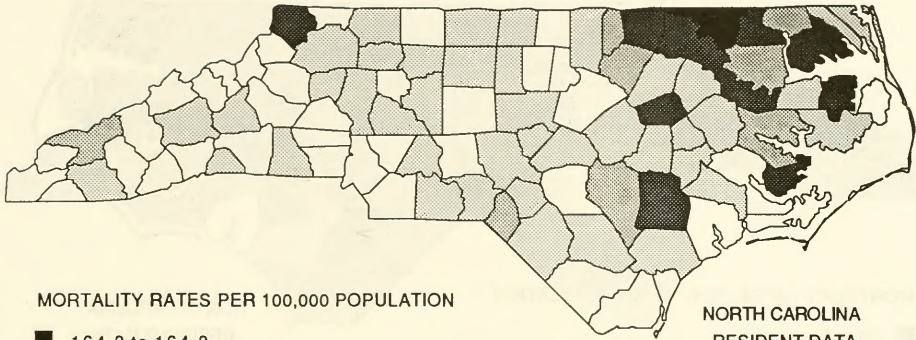 MORTALITY RATES PER 100,000 POPULATION
NORTH CAROLINA
RESIDENT DATA